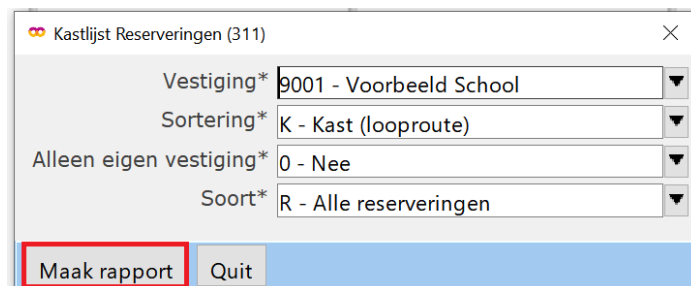 Kastlijst Reserveringen (311)
Vestiging* 9001 - Voorbeeld School
Sortering* K - Kast (looproute)
Alleen eigen vestiging* 0 - Nee
Soort* R - Alle reserveringen
Maak rapport Quit